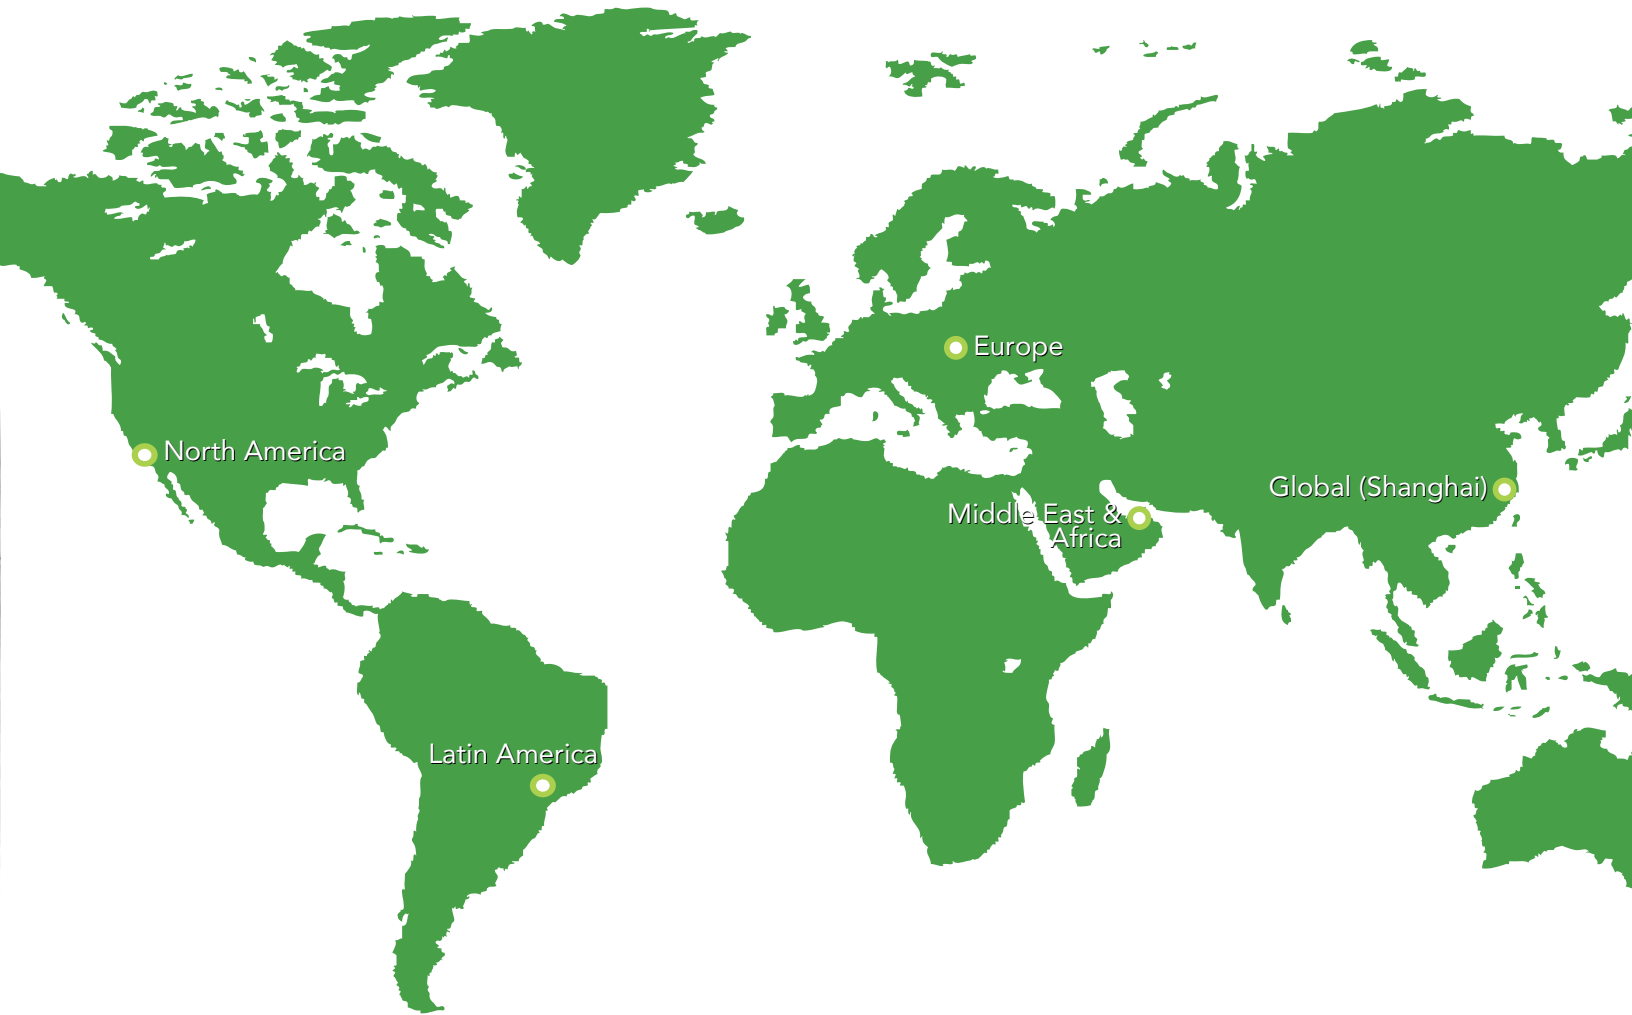 Europe
North America
Global (Shanghai)
Middle East &
Africa
Latin America